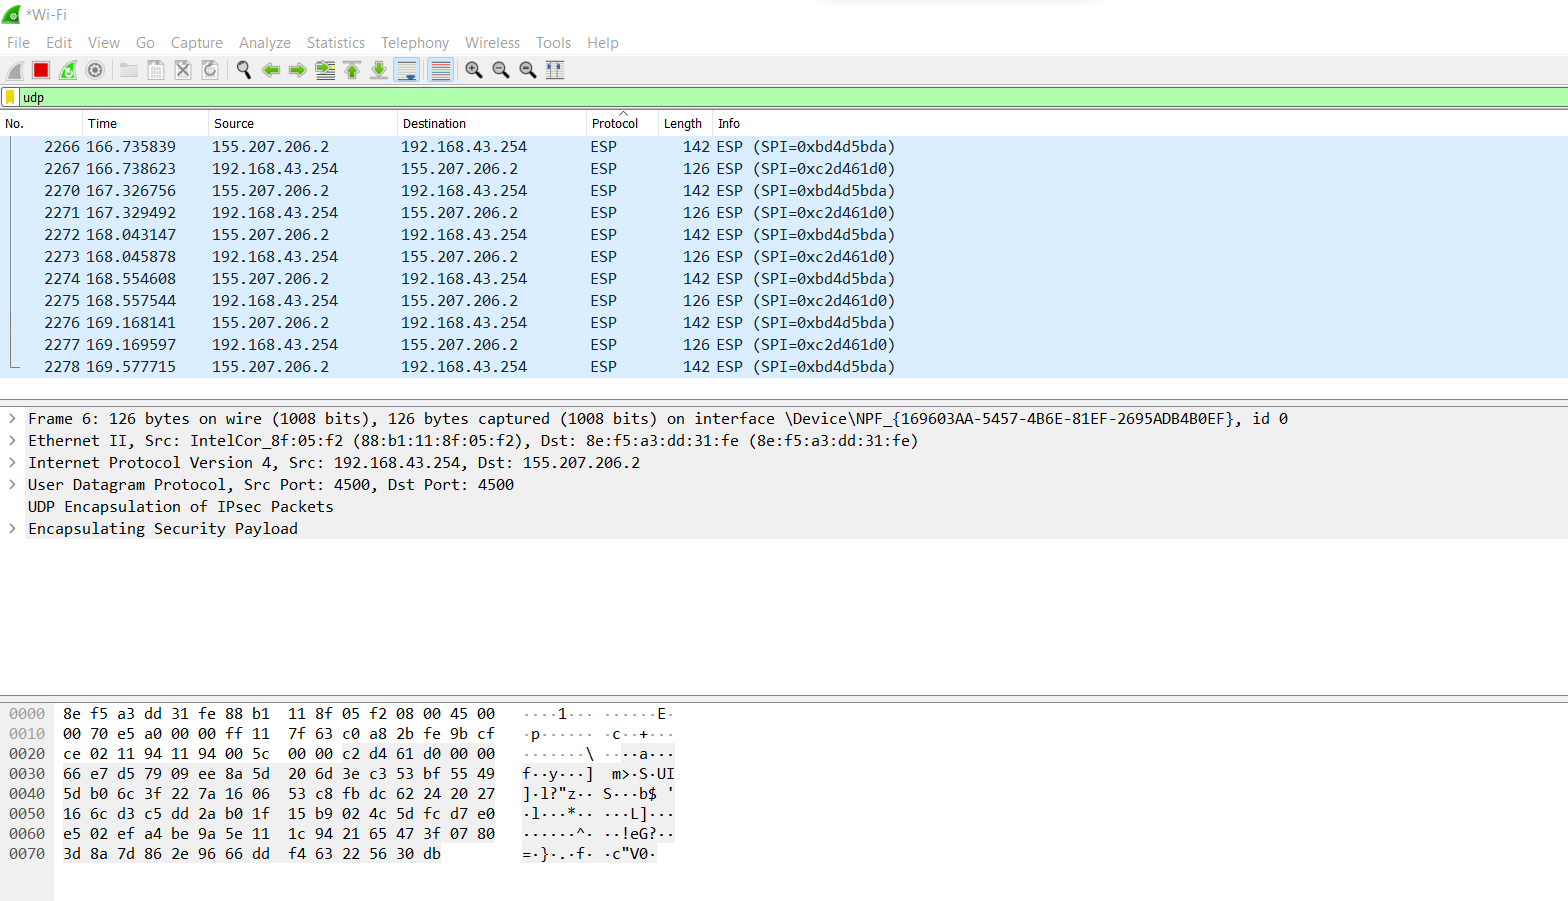 *Wi-Fi
File Edit View Go Capture Analyze Statistics Telephony Wireless Tools Help
udp
No. Time Source Destination Protocol Length Info
2266 166.735839 155.207.206.2 192.168.43.254 ESP 142 ESP (SPI=0xbd4d5bda)
2267 166.738623 192.168.43.254 155.207.206.2 ESP 126 ESP (SPI=0xc2d461d0)
2270 167.326756 155.207.206.2 192.168.43.254 ESP 142 ESP (SPI=0xbd4d5bda)
2271 167.329492 192.168.43.254 155.207.206.2 ESP 126 ESP (SPI=0xc2d461d0)
2272 168.043147 155.207.206.2 192.168.43.254 ESP 142 ESP (SPI=0xbd4d5bda)
2273 168.045878 192.168.43.254 155.207.206.2 ESP 126 ESP (SPI=0xc2d461d0)
2274 168.554608 155.207.206.2 192.168.43.254 ESP 142 ESP (SPI=0xbd4d5bda)
2275 168.557544 192.168.43.254 155.207.206.2 ESP 126 ESP (SPI=0xc2d461d0)
2276 169.168141 155.207.206.2 192.168.43.254 ESP 142 ESP (SPI=0xbd4d5bda)
2277 169.169597 192.168.43.254 155.207.206.2 ESP 126 ESP (SPI=0xc2d461d0)
2278 169.577715 155.207.206.2 192.168.43.254 ESP 142 ESP (SPI=0xbd4d5bda)
Frame 6: 126 bytes on wire (1008 bits), 126 bytes captured (1008 bits) on interface \Device\NPF_{169603AA-5457-4B6E-81EF-2695ADB4B0EF}, id 0
Ethernet II, Src: IntelCor_8f:05:f2 (88:b1:11:8f:05:f2), Dst: 8e:f5:a3:dd:31:fe (8e:f5:a3:dd:31:fe)
Internet Protocol Version 4, Src: 192.168.43.254, Dst: 155.207.206.2
User Datagram Protocol, Src Port: 4500, Dst Port: 4500
UDP Encapsulation of IPsec Packets
Encapsulating Security Payload
0000 8e f5 a3 dd 31 fe 88 b1 11 8f 05 f2 08 00 45 00 ····1··· ······E·
0010 00 70 e5 a0 00 00 ff 11 7f 63 c0 a8 2b fe 9b cf ·p······ ·c··+···
0020 ce 02 11 94 11 94 00 5c 00 00 c2 d4 61 d0 00 00 ·······\ ····a···
0030 66 e7 d5 79 09 ee 8a 5d 20 6d 3e c3 53 bf 55 49 f··y···] m>·S·UI
0040 5d b0 6c 3f 22 7a 16 06 53 c8 fb dc 62 24 20 27 ]·l?"z·· S···b$ '
0050 16 6c d3 c5 dd 2a b0 1f 15 b9 02 4c 5d fc d7 e0 ·l···*·· ···L]···
0060 e5 02 ef a4 be 9a 5e 11 1c 94 21 65 47 3f 07 80 ······^· ··!eG?··
0070 3d 8a 7d 86 2e 96 66 dd f4 63 22 56 30 db =·}·.·f· ·c"V0·